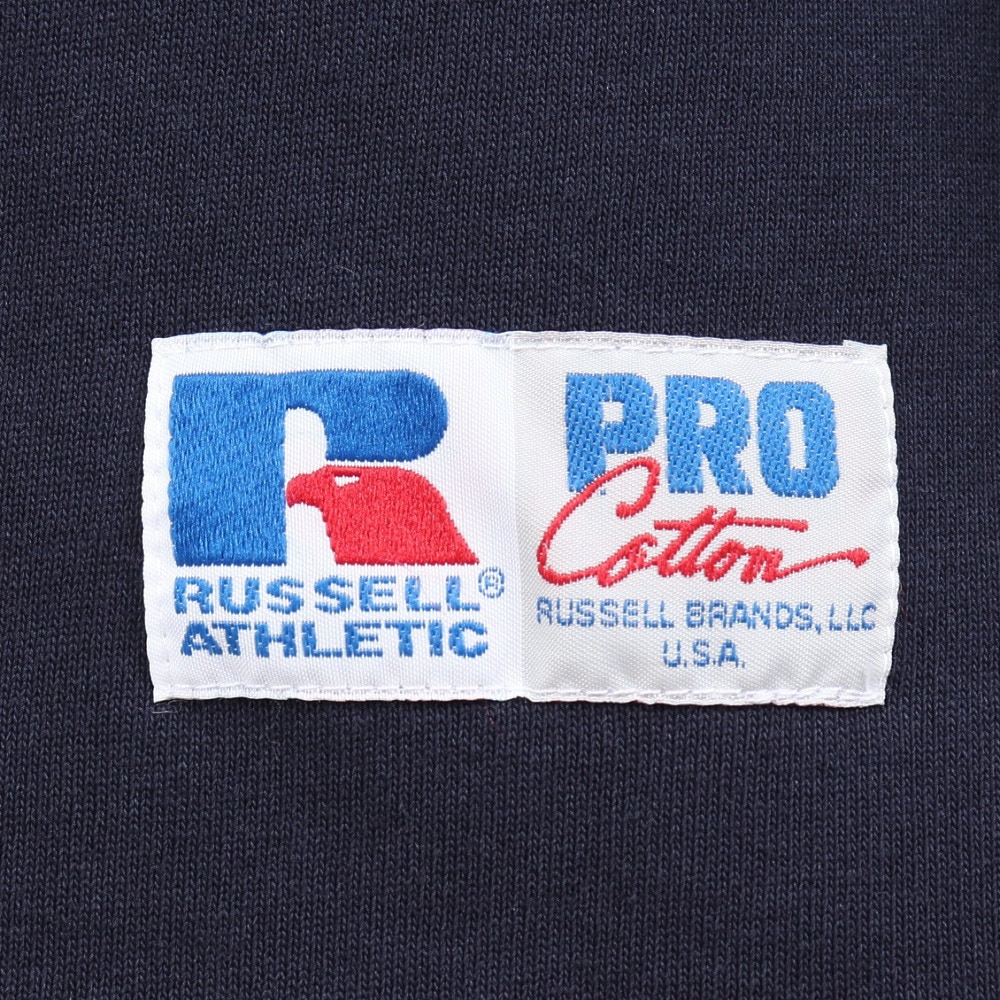 R
RUSSELL®
ATHLETIC
PRO
Cotton
RUSSELL BRANDS, LLC
U.S.A.